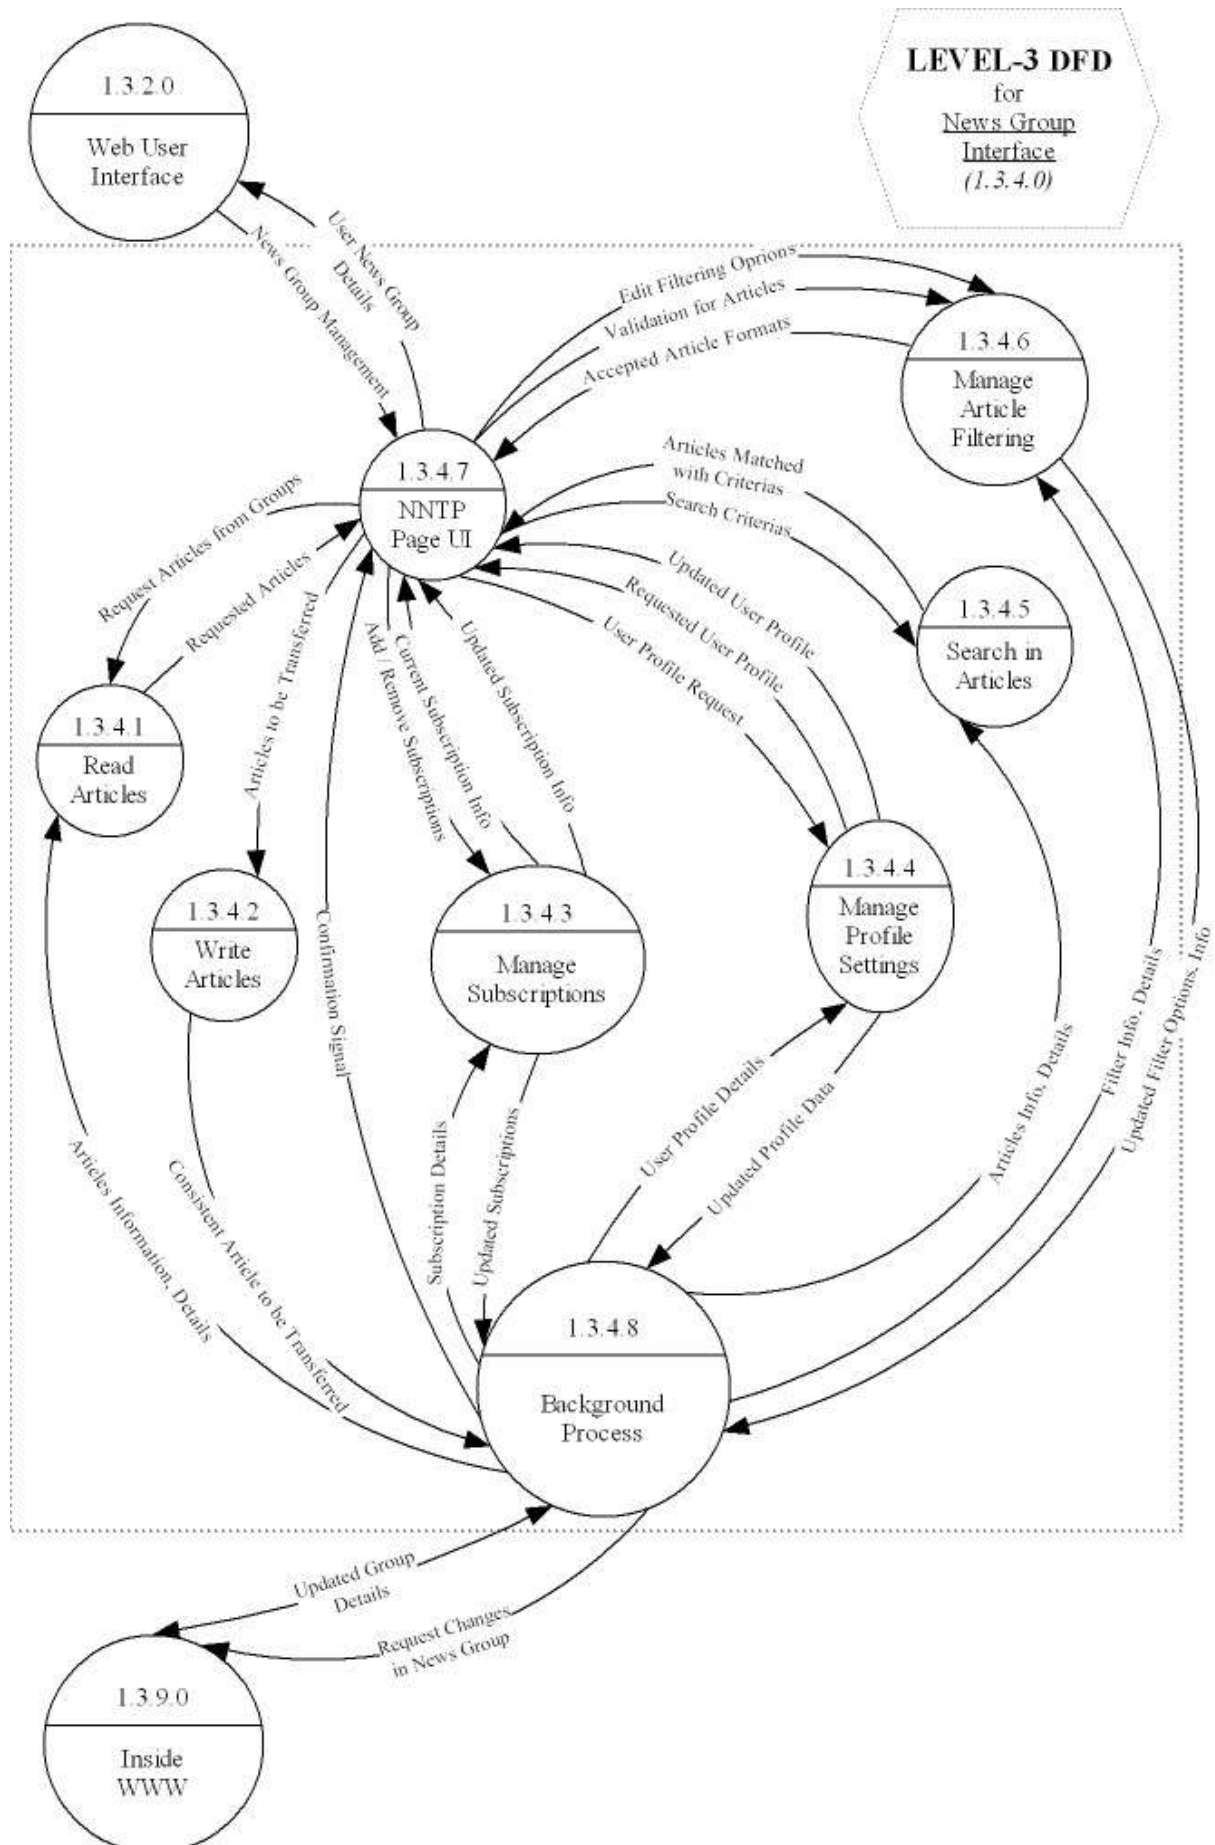 1.3.2.0
Web User
Interface
LEVEL-3 DFD
for
News Group
Interface
(1.3.4.0)
User News Group
Details
News Group Management
Edit Filtering Options
Validation for Articles
Accepted Article Formats
1.3.4.6
Manage
Article
Filtering
1.3.4.7
NNTP
Page UI
Articles Matched
with Criterias
Search Criterias
Request Articles from Groups
Requested Articles
Articles to be Transferred
Add / Remove Subscriptions
Current Subscription Info
Updated Subscription Info
Updated User Profile
Requested User Profile
User Profile Request
1.3.4.5
Search in
Articles
1.3.4.1
Read
Articles
1.3.4.2
Write
Articles
1.3.4.3
Manage
Subscriptions
1.3.4.4
Manage
Profile
Settings
Confirmation Signal
Filter Info, Details
Updated Filter Options, Info
Articles Info, Details
User Profile Details
Updated Profile Data
Subscription Details
Updated Subscriptions
Articles Information, Details
Consistent Article to be Transferred
1.3.4.8
Background
Process
Updated Group
Details
Request Changes
in News Group
1.3.9.0
Inside
WWW